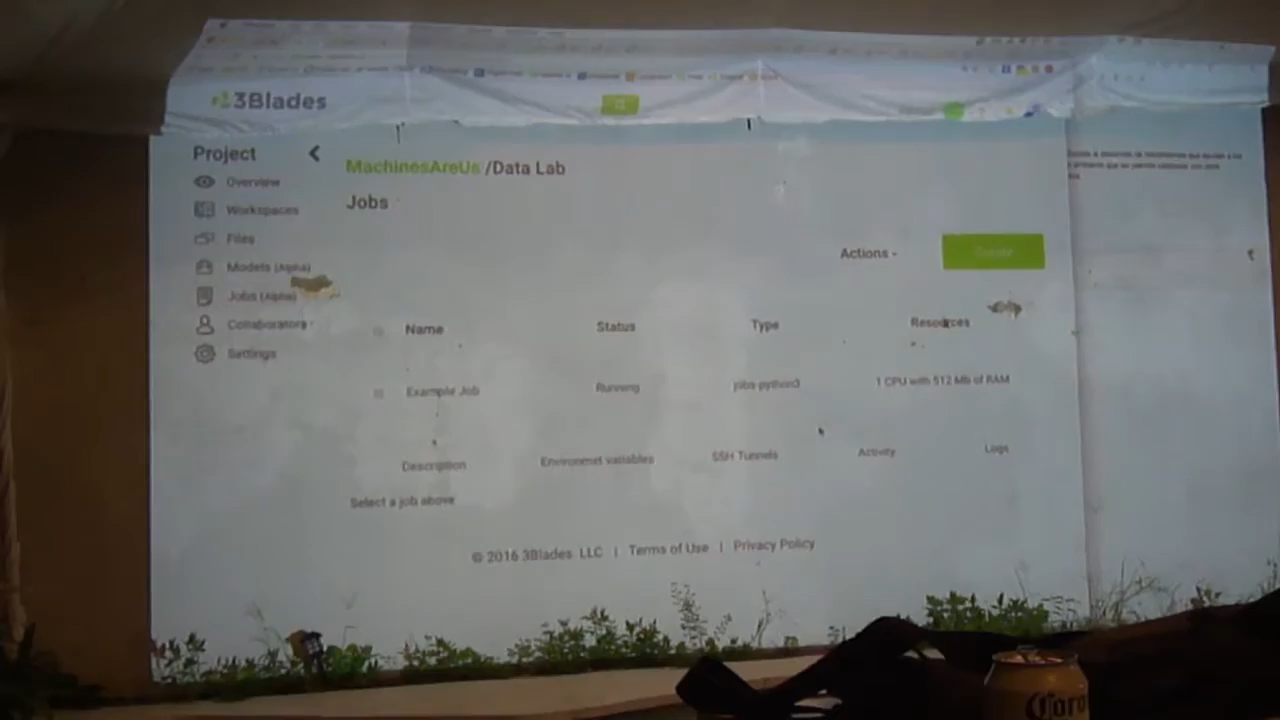 3Blades
Project
MachinesAreUs /Data Lab
Overview
Workspaces
Jobs
Files
Actions
Create
Models (Alpha)
Jobs (Alpha)
Collaborators
Settings
Name Status Type Resources
Example Job Running jobs-python3 1 CPU with 512 Mb of RAM
Description Environmet variables SSH Tunnels Activity Logs
Select a job above
© 2016 3Blades LLC | Terms of Use | Privacy Policy
Coro